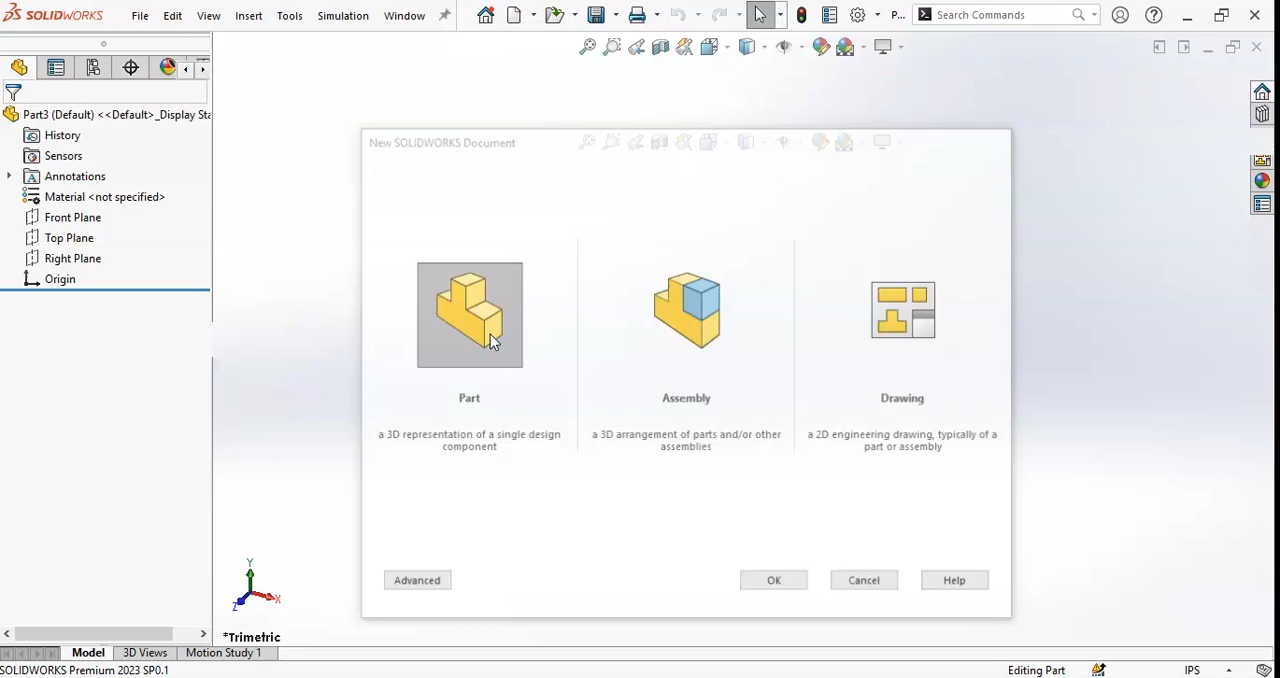 SOLIDWORKS File Edit View Insert Tools Simulation Window P... Search Commands
Part3 (Default) <<Default>_Display Sta
History
Sensors
Annotations
Material <not specified>
Front Plane
Top Plane
Right Plane
Origin
New SOLIDWORKS Document
Part Assembly Drawing
a 3D representation of a single design component
a 3D arrangement of parts and/or other assemblies
a 2D engineering drawing, typically of a part or assembly
Advanced OK Cancel Help
Y
X
Z
*Trimetric
Model 3D Views Motion Study 1
SOLIDWORKS Premium 2023 SP0.1 Editing Part IPS